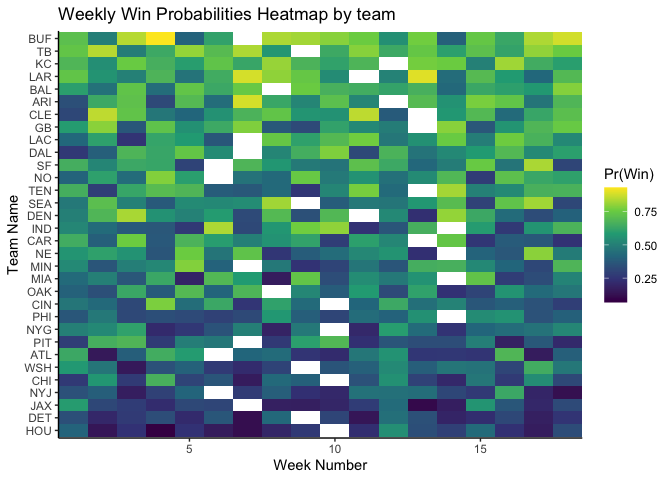 Weekly Win Probabilities Heatmap by team
Team Name
BUF
TB
KC
LAR
BAL
ARI
CLE
GB
LAC
DAL
SF
NO
TEN
SEA
DEN
IND
CAR
NE
MIN
MIA
OAK
CIN
PHI
NYG
PIT
ATL
WSH
CHI
NYJ
JAX
DET
HOU
5
10
15
Week Number
Pr(Win)
0.75
0.50
0.25